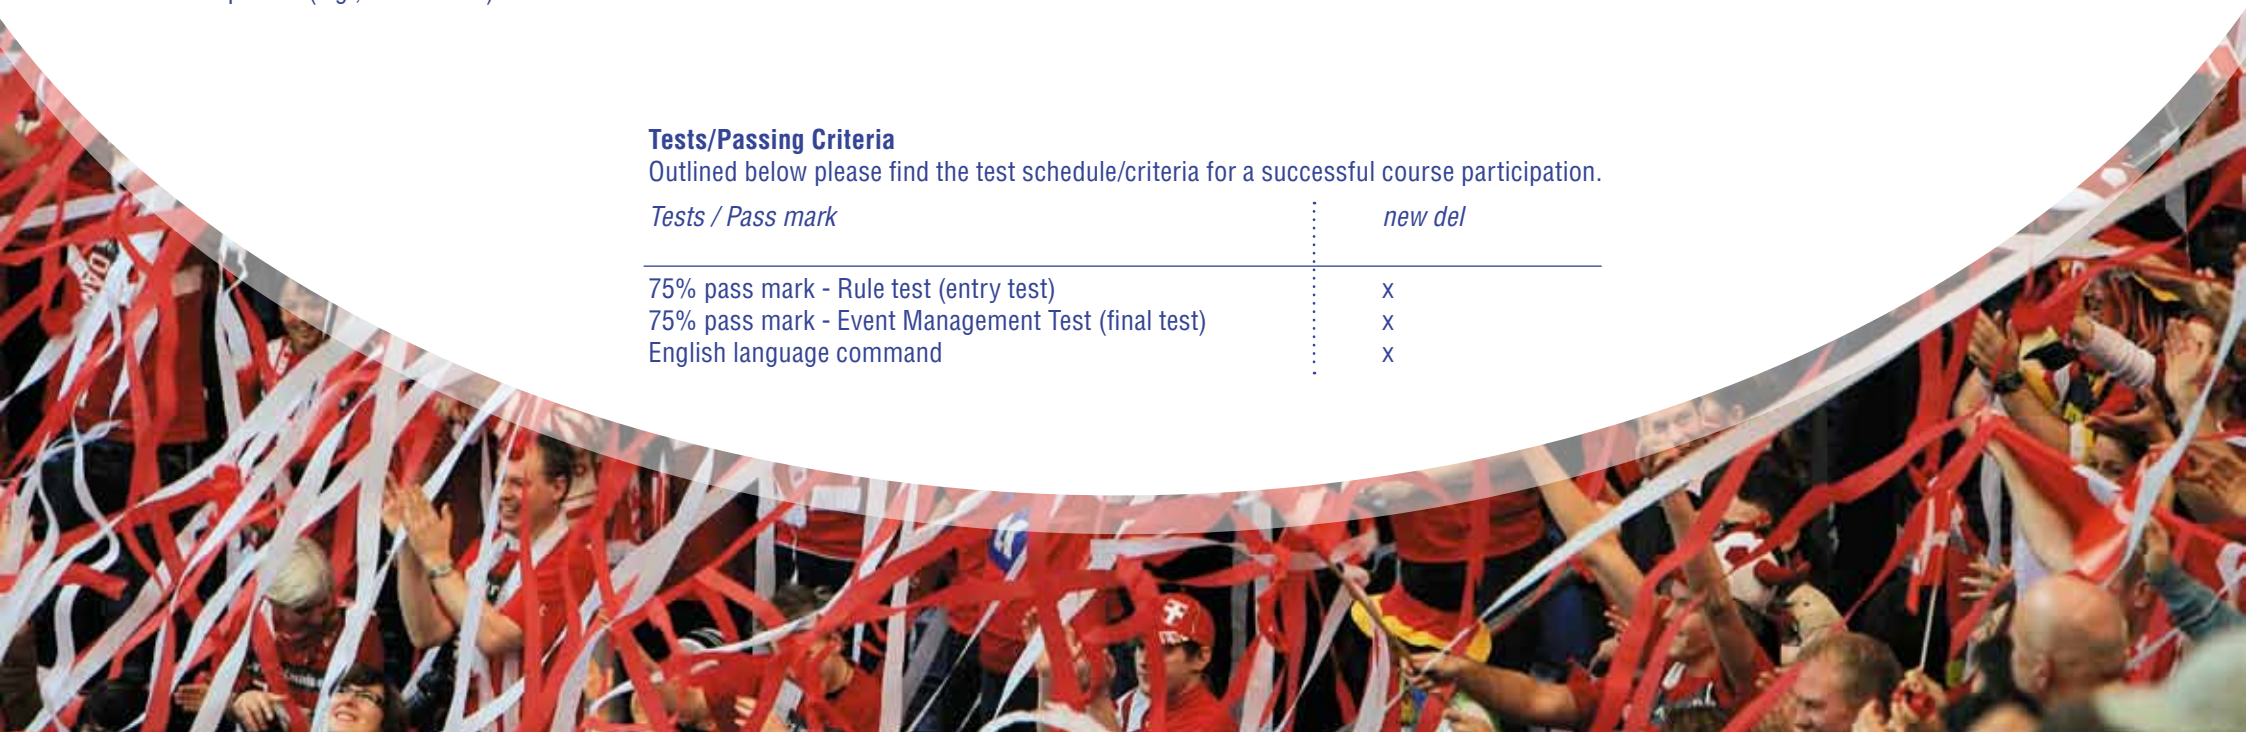 Tests/Passing Criteria
Outlined below please find the test schedule/criteria for a successful course participation.
Tests / Pass mark new del
75% pass mark - Rule test (entry test) x
75% pass mark - Event Management Test (final test) x
English language command x